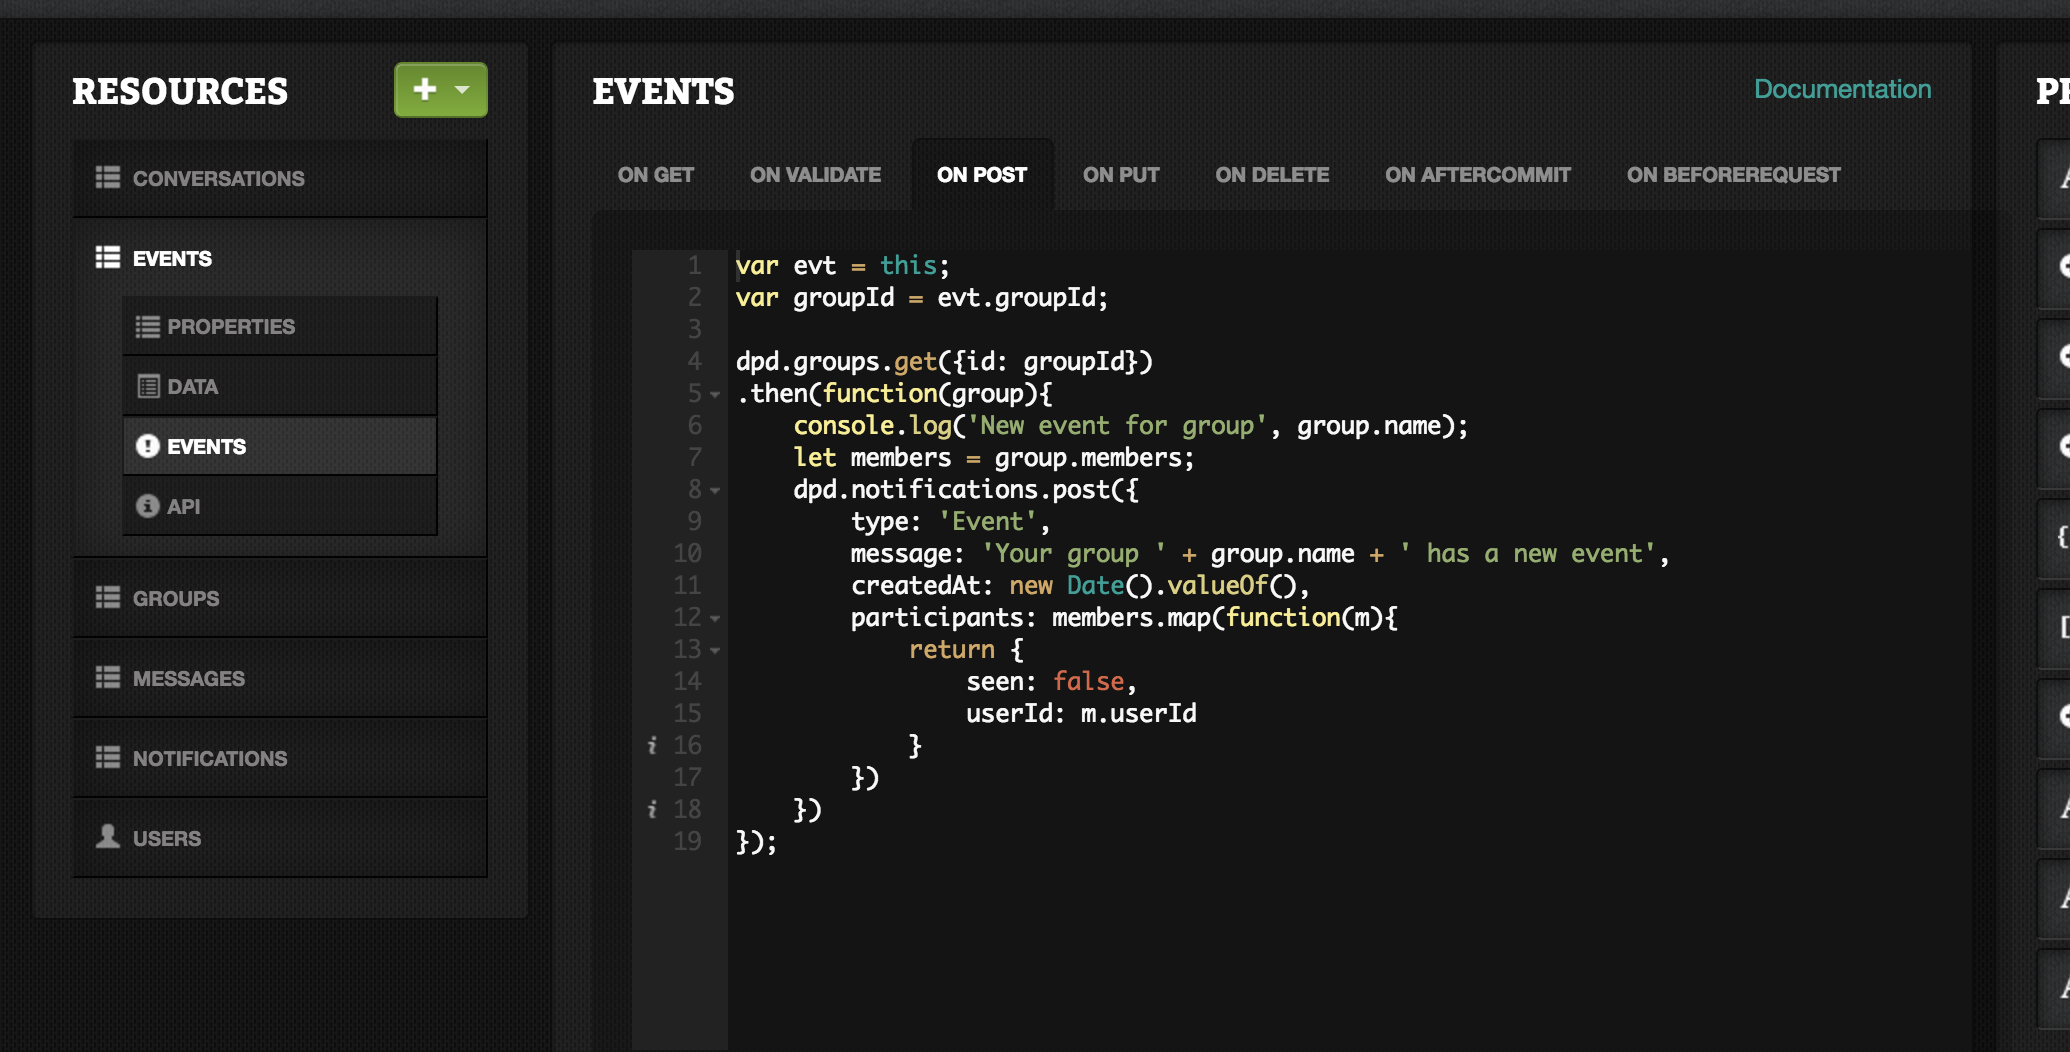 RESOURCES
CONVERSATIONS
EVENTS
PROPERTIES
DATA
EVENTS
API
GROUPS
MESSAGES
NOTIFICATIONS
USERS
EVENTS
Documentation
ON GET ON VALIDATE ON POST ON PUT ON DELETE ON AFTERCOMMIT ON BEFOREREQUEST
1 var evt = this;
2 var groupId = evt.groupId;
3
4 dpd.groups.get({id: groupId})
5 .then(function(group){
6 console.log('New event for group', group.name);
7 let members = group.members;
8 dpd.notifications.post({
9 type: 'Event',
10 message: 'Your group ' + group.name + ' has a new event',
11 createdAt: new Date().valueOf(),
12 participants: members.map(function(m){
13 return {
14 seen: false,
15 userId: m.userId
16 }
17 })
18 })
19 });